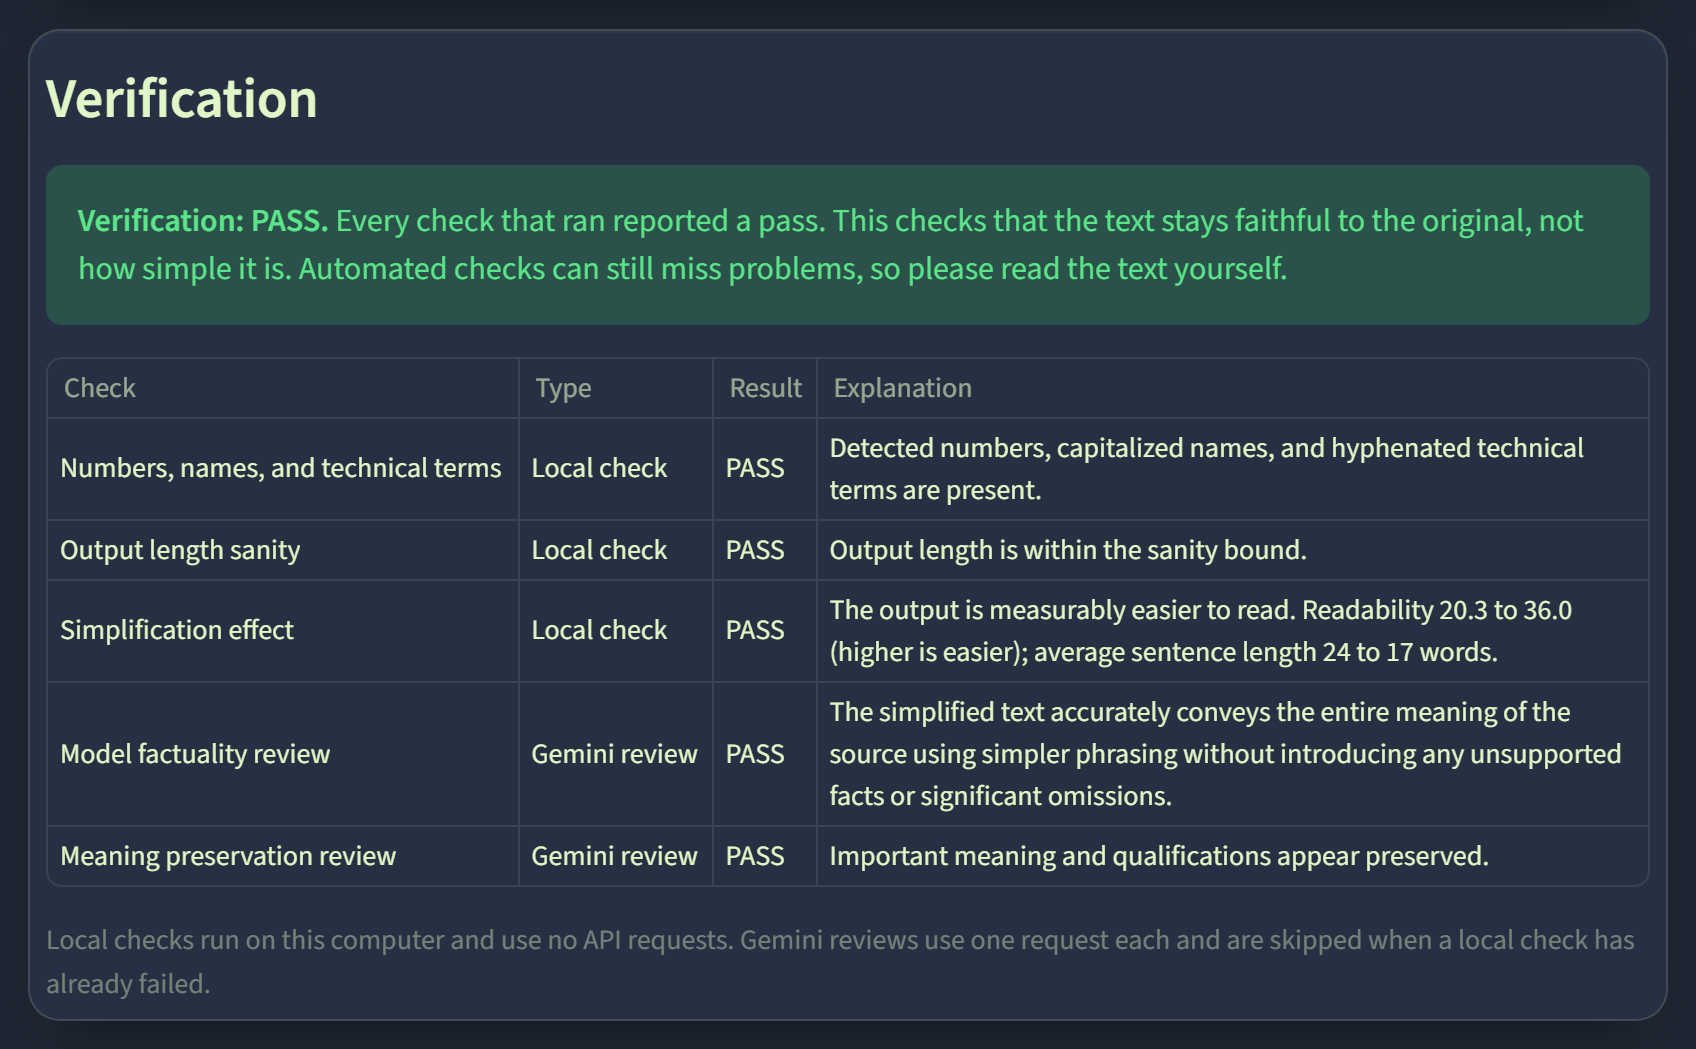 Verification
Verification: PASS. Every check that ran reported a pass. This checks that the text stays faithful to the original, not
how simple it is. Automated checks can still miss problems, so please read the text yourself.
Check Type Result Explanation
Numbers, names, and technical terms Local check PASS Detected numbers, capitalized names, and hyphenated technical
terms are present.
Output length sanity Local check PASS Output length is within the sanity bound.
Simplification effect Local check PASS The output is measurably easier to read. Readability 20.3 to 36.0
(higher is easier); average sentence length 24 to 17 words.
Model factuality review Gemini review PASS The simplified text accurately conveys the entire meaning of the
source using simpler phrasing without introducing any unsupported
facts or significant omissions.
Meaning preservation review Gemini review PASS Important meaning and qualifications appear preserved.
Local checks run on this computer and use no API requests. Gemini reviews use one request each and are skipped when a local check has
already failed.